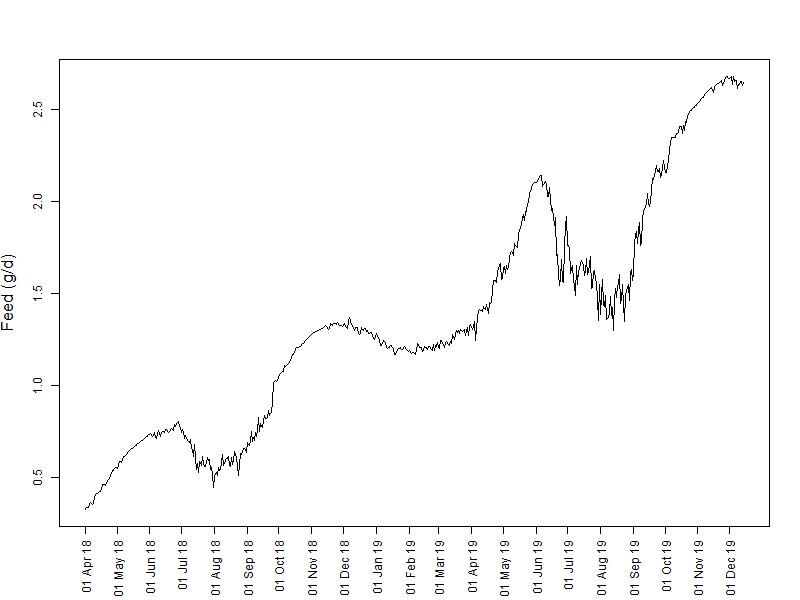 Feed (g/d)
2.5
2.0
1.5
1.0
0.5
01 Apr 18
01 May 18
01 Jun 18
01 Jul 18
01 Aug 18
01 Sep 18
01 Oct 18
01 Nov 18
01 Dec 18
01 Jan 19
01 Feb 19
01 Mar 19
01 Apr 19
01 May 19
01 Jun 19
01 Jul 19
01 Aug 19
01 Sep 19
01 Oct 19
01 Nov 19
01 Dec 19